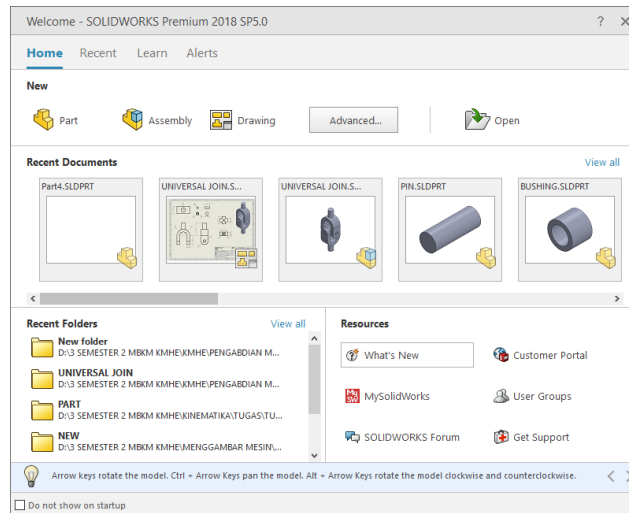 Welcome - SOLIDWORKS Premium 2018 SP5.0
? ×
Home Recent Learn Alerts
New
Part Assembly Drawing Advanced... Open
Recent Documents View all
Part4.SLDPRT UNIVERSAL JOIN.S... UNIVERSAL JOIN.S... PIN.SLDPRT BUSHING.SLDPRT
Recent Folders View all
New folder
D:\3 SEMESTER 2 MBKM KMHE\KMHE\PENGABDIAN M...
UNIVERSAL JOIN
D:\3 SEMESTER 2 MBKM KMHE\KMHE\PENGABDIAN M...
PART
D:\3 SEMESTER 2 MBKM KMHE\KINEMATIKA\TUGAS\TU...
NEW
D:\3 SEMESTER 2 MBKM KMHE\MENGGAMBAR MESIN\...
Resources
What's New Customer Portal
My SW MySolidWorks User Groups
SOLIDWORKS Forum Get Support
Arrow keys rotate the model. Ctrl + Arrow Keys pan the model. Alt + Arrow Keys rotate the model clockwise and counterclockwise.
Do not show on startup